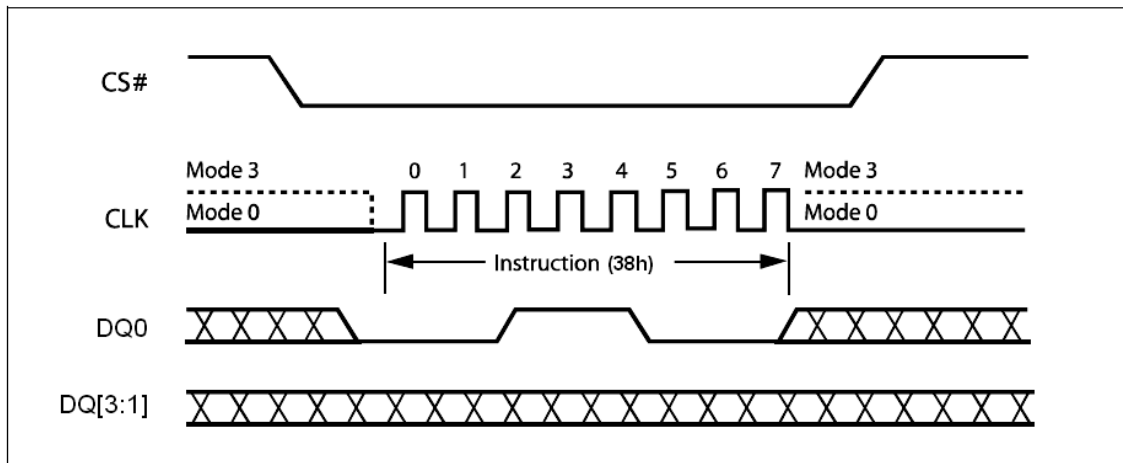 CS#
Mode 3 0 1 2 3 4 5 6 7 Mode 3
CLK Mode 0 Mode 0
Instruction (38h)
DQ0
DQ[3:1]